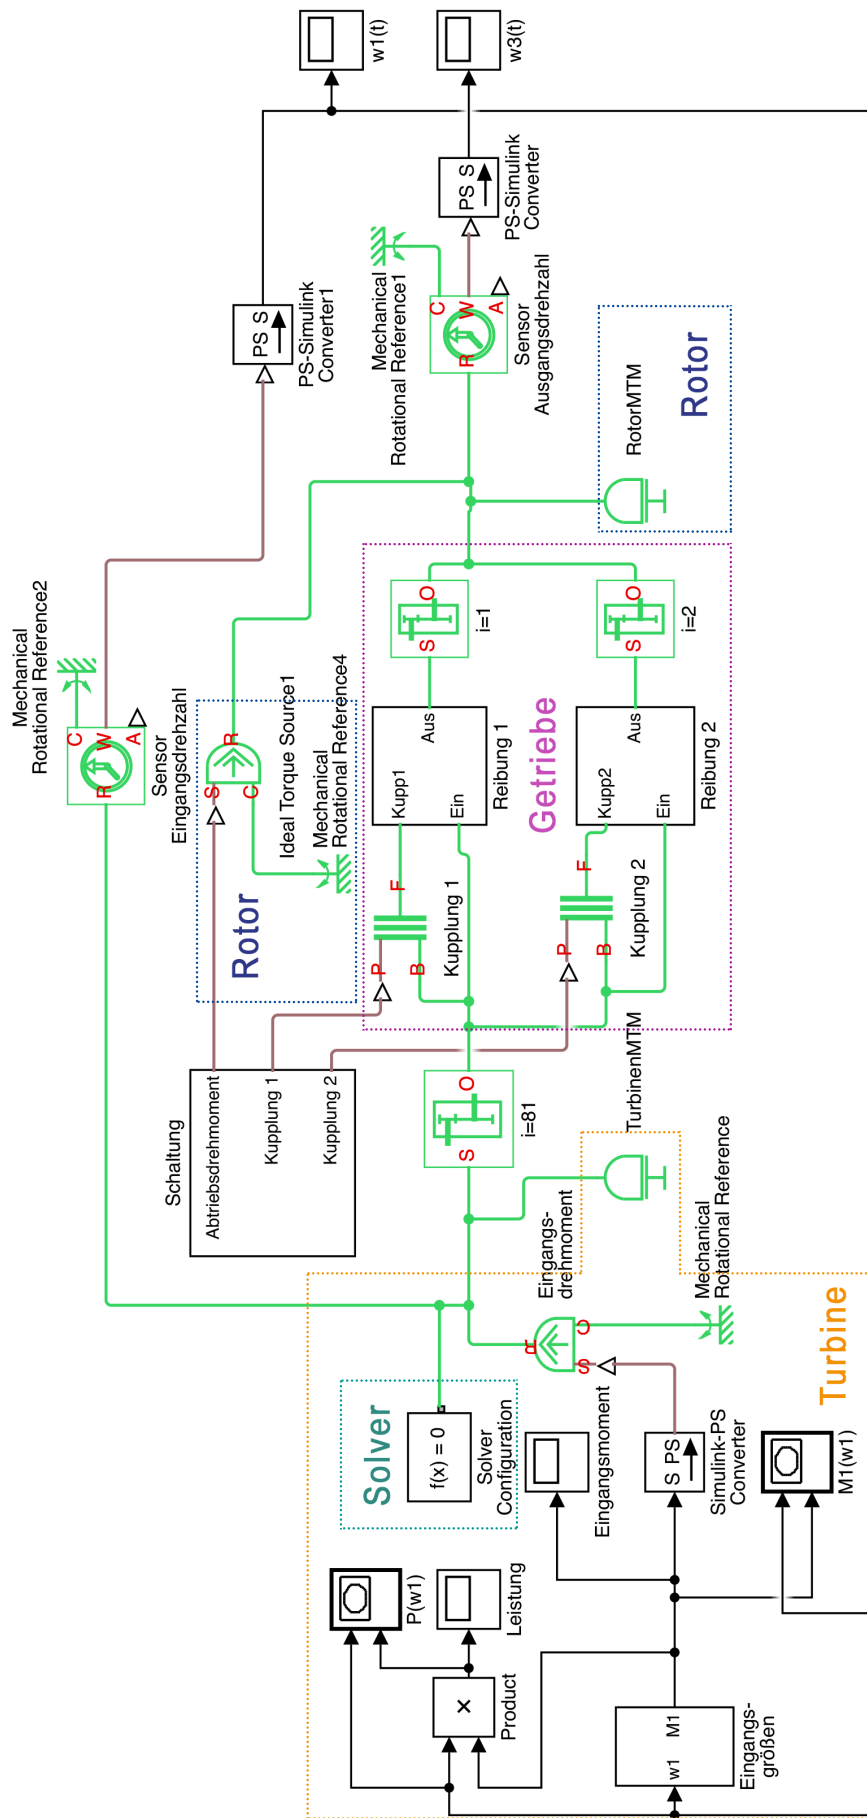 w1(t)
w3(t)
PS S
PS-Simulink
Converter1
PS S
PS-Simulink
Converter
Mechanical
Rotational Reference2
C
W
A
R
Sensor
Eingangsdrehzahl
Mechanical
Rotational Reference1
C
W
A
R
Sensor
Ausgangsdrehzahl
Rotor
RotorMTM
Rotor
S
R
C
Ideal Torque Source1
Mechanical
Rotational Reference4
Getriebe
S
O
i=1
S
O
i=2
Kupp1
Aus
Ein
Reibung 1
Kupp2
Aus
Ein
Reibung 2
P
F
B
Kupplung 1
P
F
B
Kupplung 2
Schaltung
Abtriebsdrehmoment
Kupplung 1
Kupplung 2
S
O
i=81
TurbinenMTM
Eingangs-
drehmoment
R
S
C
Mechanical
Rotational Reference
Turbine
Solver
f(x) = 0
Solver
Configuration
Eingangsmoment
S PS
Simulink-PS
Converter
M1(w1)
P(w1)
Leistung
×
Product
w1
M1
Eingangs-
größen